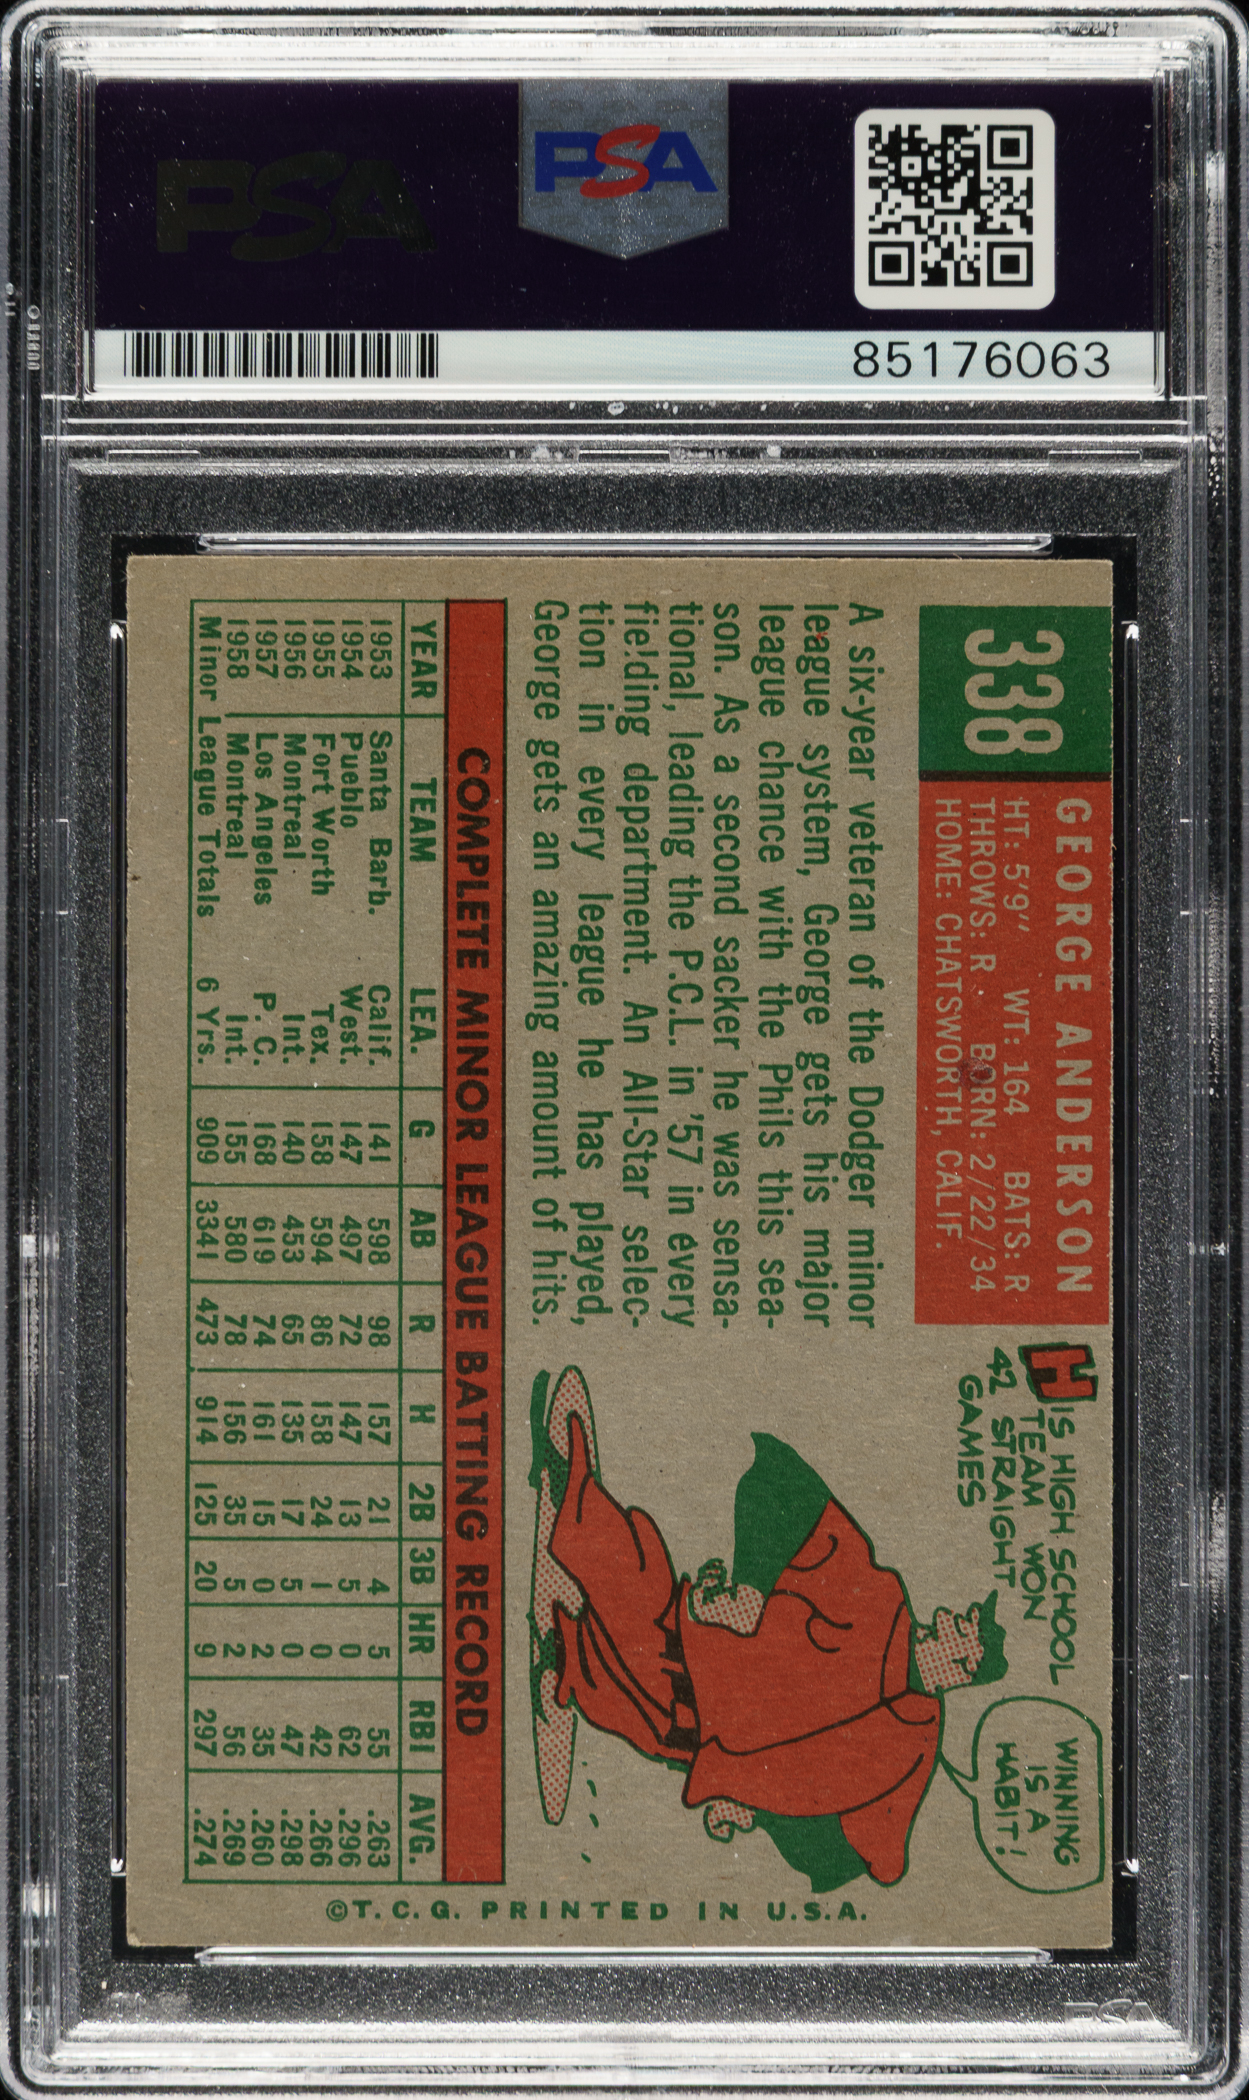 PSA
PSA
85176063
338
GEORGE ANDERSON
HT: 5'9" WT: 164 BATS: R
THROWS: R BORN: 2/22/34
HOME: CHATSWORTH, CALIF.
HIS HIGH SCHOOL
TEAM WON
42 STRAIGHT
GAMES
WINNING
IS A
HABIT!
A six-year veteran of the Dodger minor
league system, George gets his major
league chance with the Phils this sea-
son. As a second sacker he was sensa-
tional, leading the P.C.L. in '57 in every
fielding department. An All-Star selec-
tion in every league he has played,
George gets an amazing amount of hits.
COMPLETE MINOR LEAGUE BATTING RECORD
YEAR TEAM LEA. G AB R H 2B 3B HR RBI AVG.
1953 Santa Barb. Calif. 141 598 98 157 21 4 5 55 .263
1954 Pueblo West. 147 497 72 147 13 5 0 62 .296
1955 Fort Worth Tex. 158 594 86 158 24 1 0 42 .266
1956 Montreal Int. 140 453 65 135 17 5 0 47 .298
1957 Los Angeles P. C. 168 619 74 161 15 0 2 35 .260
1958 Montreal Int. 155 580 78 156 35 5 2 56 .269
Minor League Totals 6 Yrs. 909 3341 473 914 125 20 9 297 .274
©T. C. G. PRINTED IN U.S.A.